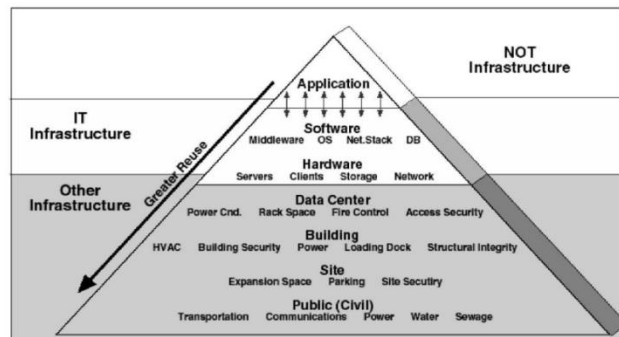 NOT
Infrastructure
Application
IT
Infrastructure
Software
Middleware OS Net.Stack DB
Greater Reuse
Hardware
Servers Clients Storage Network
Other
Infrastructure
Data Center
Power Cnd. Rack Space Fire Control Access Security
Building
HVAC Building Security Power Loading Dock Structural Integrity
Site
Expansion Space Parking Site Secutiry
Public (Civil)
Transportation Communications Power Water Sewage